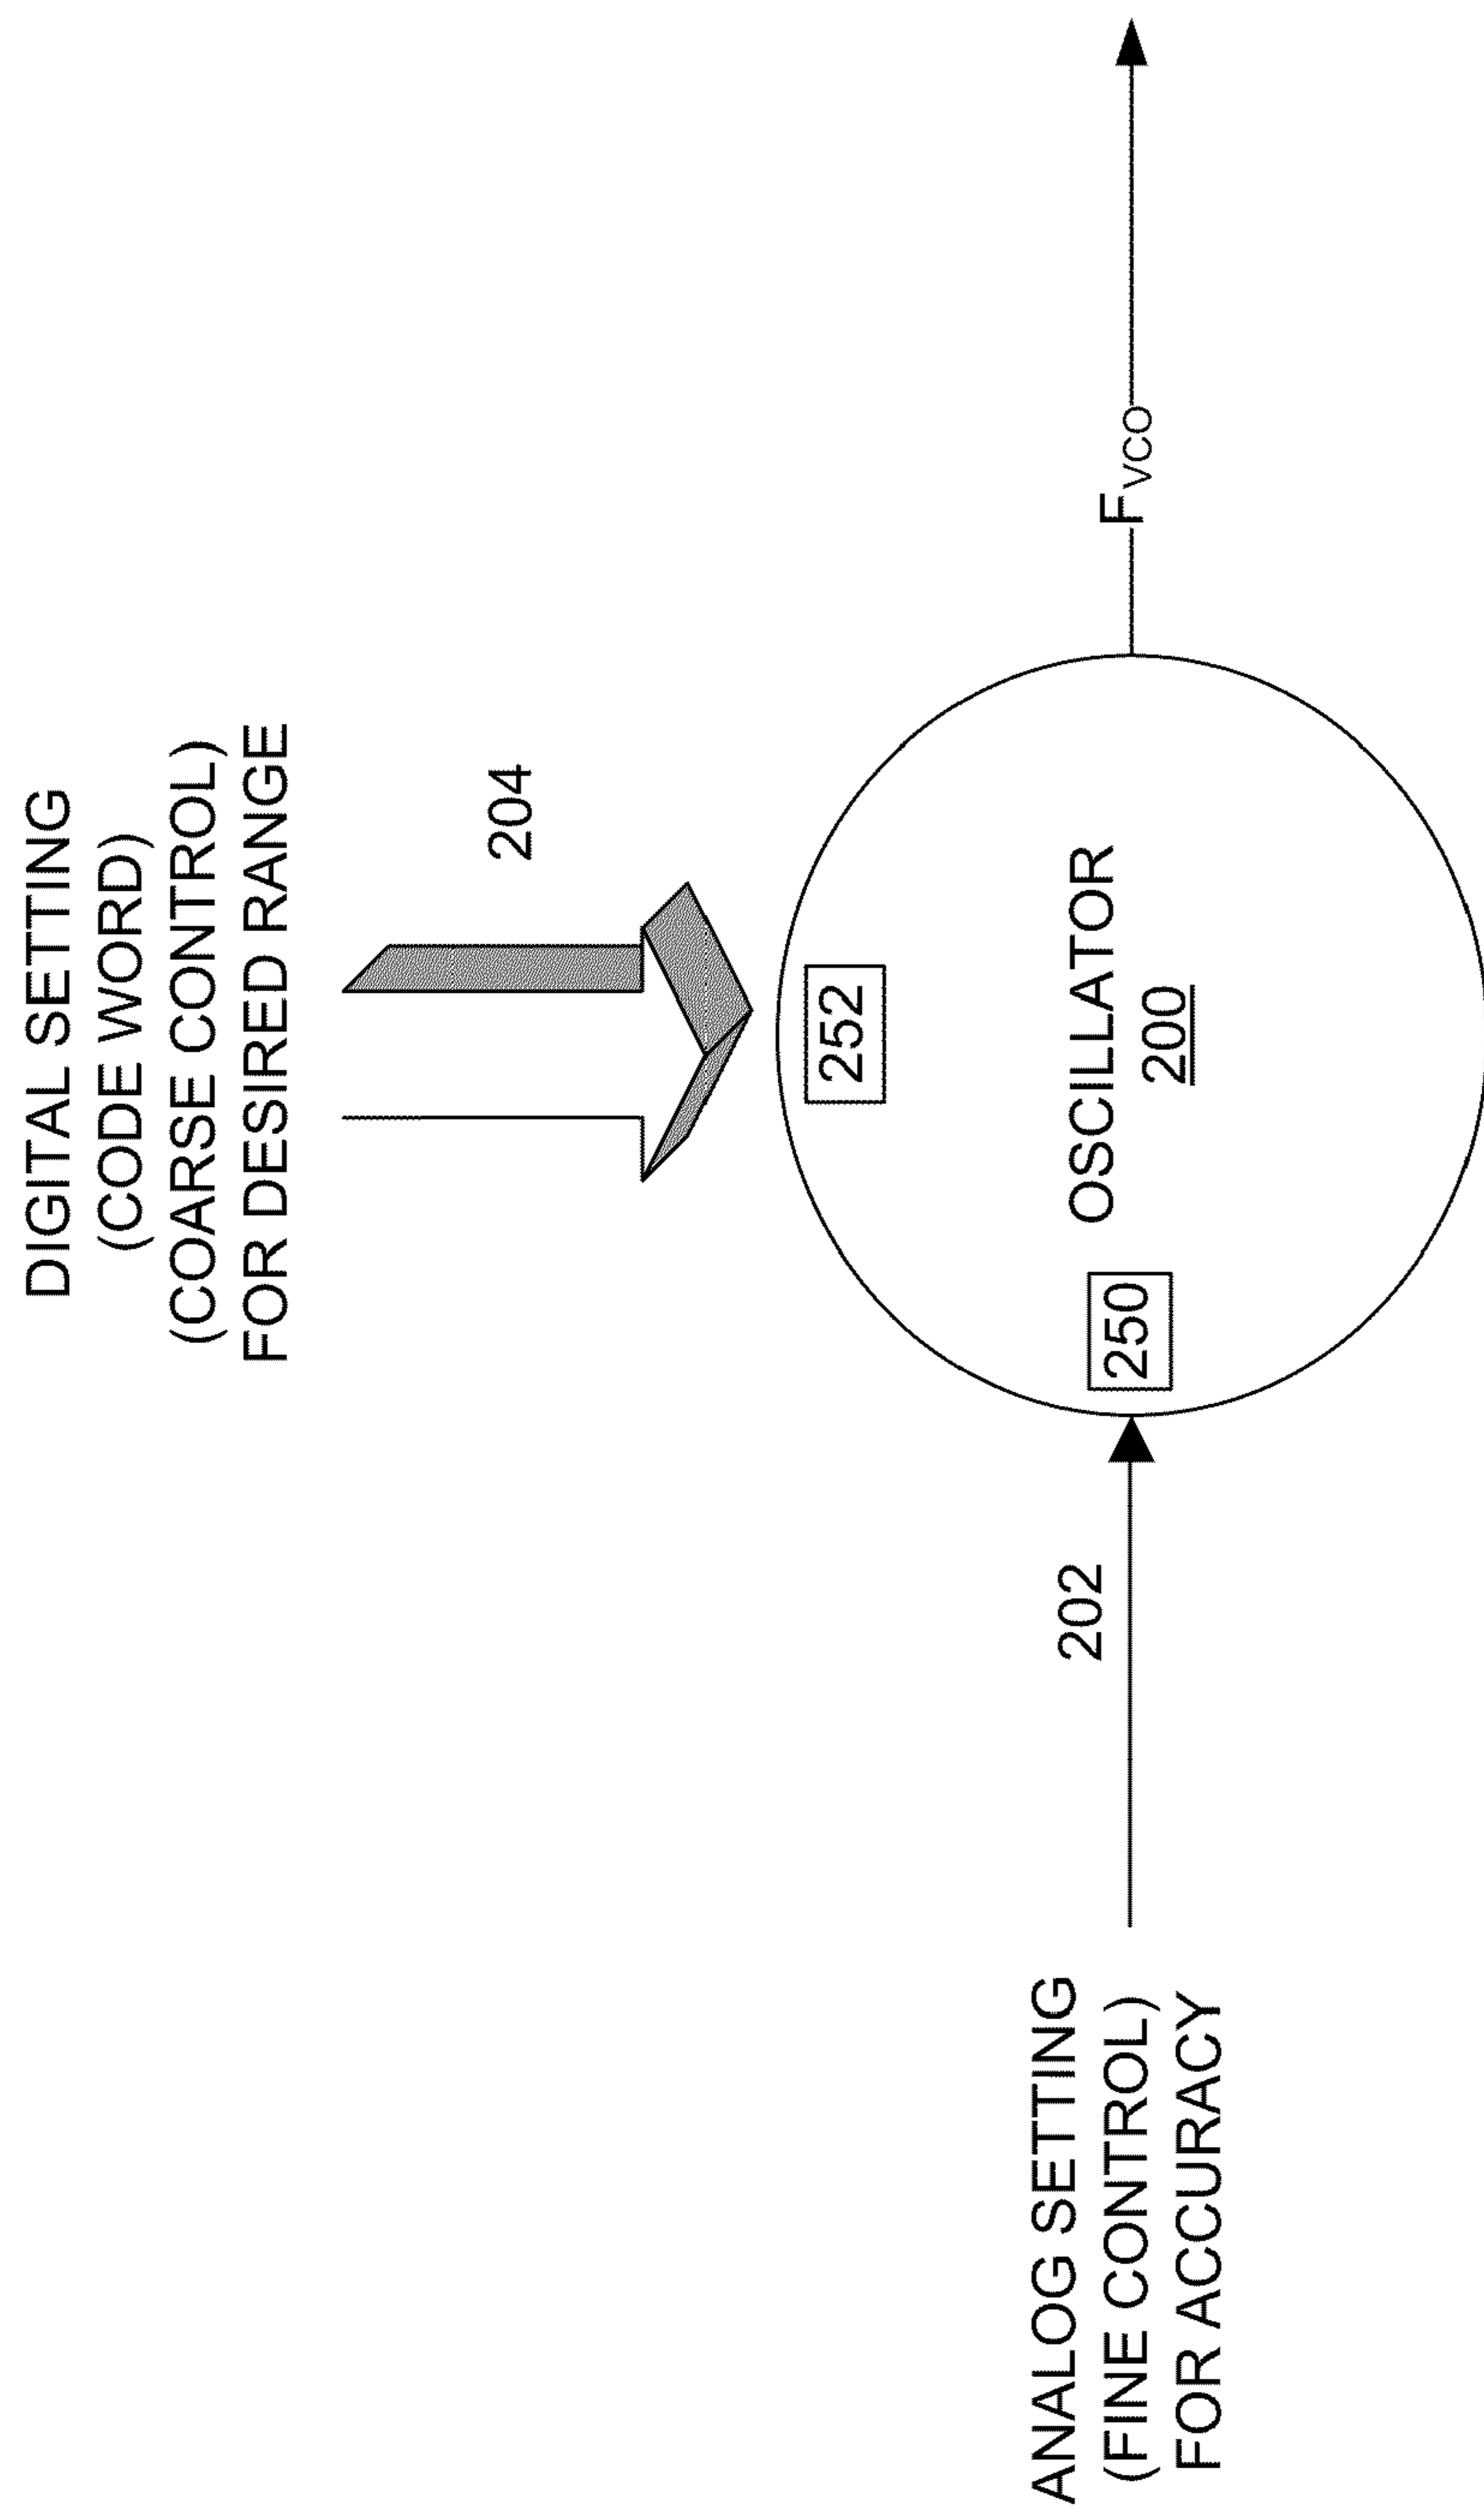 DIGITAL SETTING
(CODE WORD)
(COARSE CONTROL)
FOR DESIRED RANGE
204
252
OSCILLATOR
200
250
202
ANALOG SETTING
(FINE CONTROL)
FOR ACCURACY
FVCO